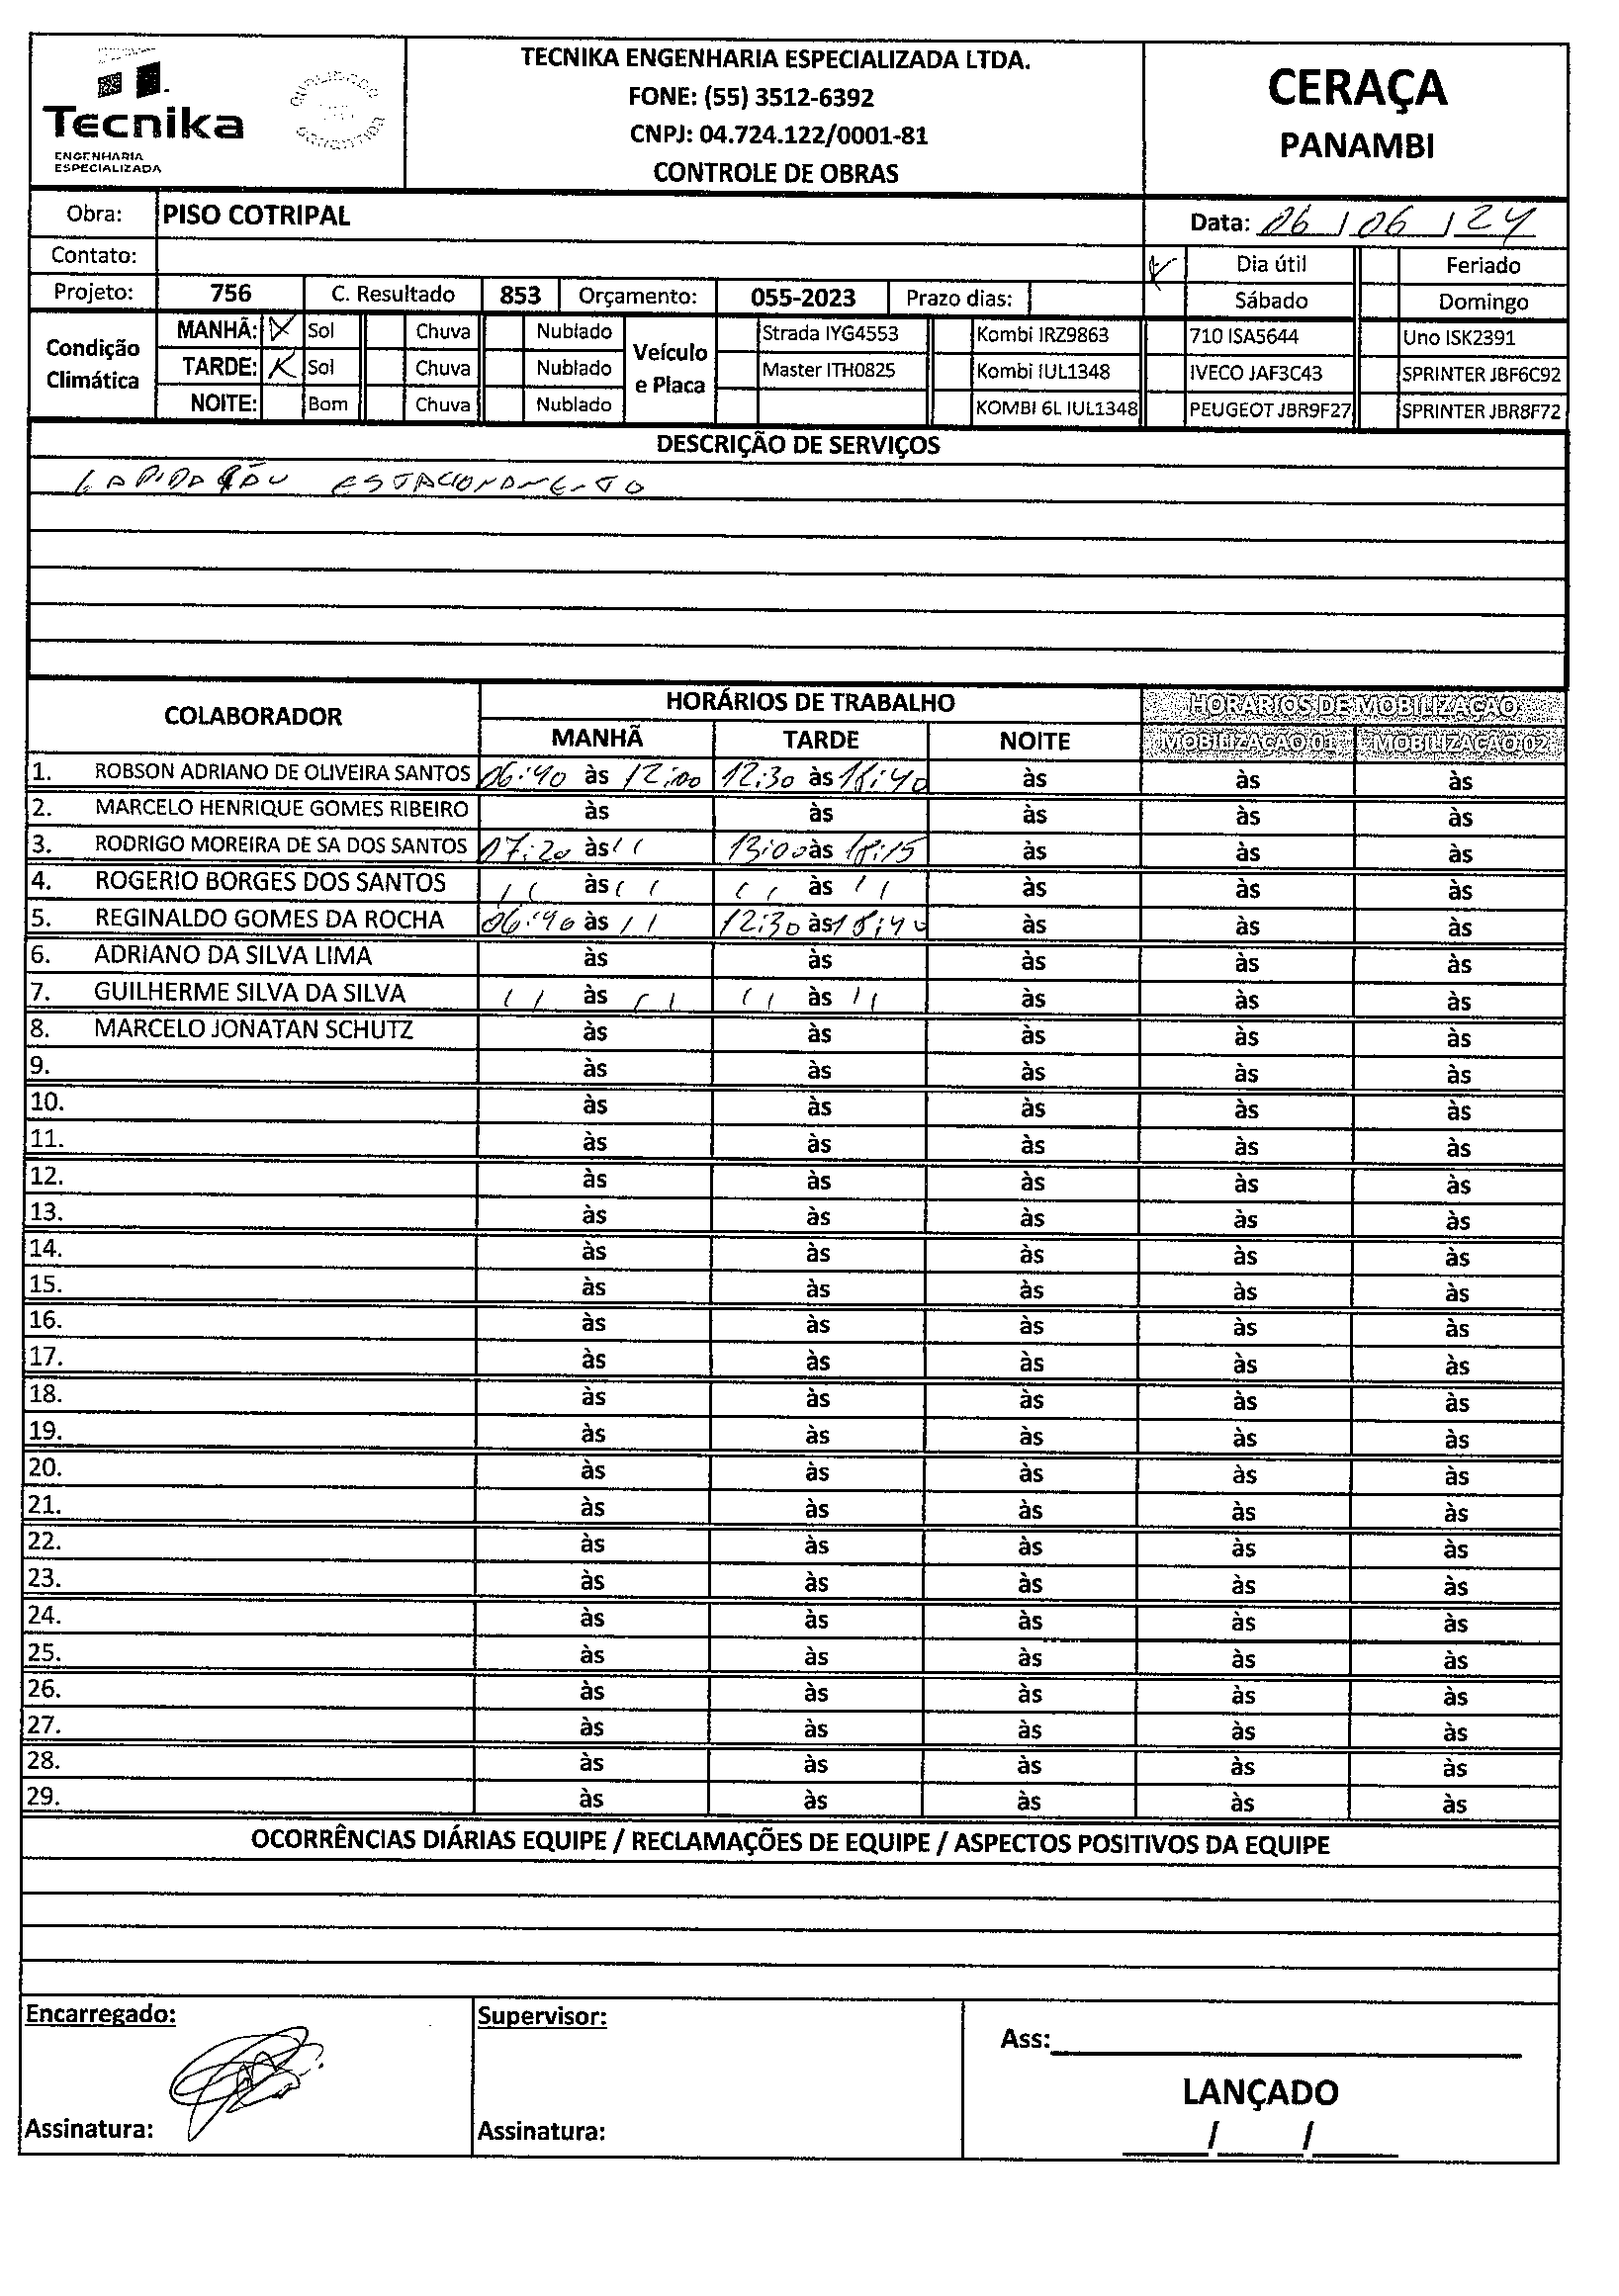 Tecnika
ENGENHARIA
ESPECIALIZADA
TECNIKA ENGENHARIA ESPECIALIZADA LTDA.
FONE: (55) 3512-6392
CNPJ: 04.724.122/0001-81
CONTROLE DE OBRAS
CERAÇA
PANAMBI
Obra: PISO COTRIPAL Data: 06/06/24
Contato: Dia útil Feriado
Projeto: 756 C. Resultado 853 Orçamento: 055-2023 Prazo dias: Sábado Domingo
Condição Climática
MANHÃ: X Sol Chuva Nublado
TARDE: X Sol Chuva Nublado
NOITE: Bom Chuva Nublado
Veículo e Placa
Strada IYG4553 Kombi IRZ9863 710 ISA5644 Uno ISK2391
Master ITH0825 Kombi IUL1348 IVECO JAF3C43 SPRINTER JBF6C92
KOMBI 6L IUL1348 PEUGEOT JBR9F27 SPRINTER JBR8F72
DESCRIÇÃO DE SERVIÇOS
LAPIDAÇÃO ESTACIONAMENTO
COLABORADOR HORÁRIOS DE TRABALHO HORÁRIOS DE MOBILIZAÇÃO
MANHÃ TARDE NOITE MOBILIZAÇÃO 01 MOBILIZAÇÃO 02
1. ROBSON ADRIANO DE OLIVEIRA SANTOS 06:40 às 12:00 12:30 às 18:40 às às às
2. MARCELO HENRIQUE GOMES RIBEIRO às às às às às
3. RODRIGO MOREIRA DE SA DOS SANTOS 07:20 às '' 13:00 às 18:15 às às às
4. ROGERIO BORGES DOS SANTOS '' às '' '' às '' às às às
5. REGINALDO GOMES DA ROCHA 06:40 às '' 12:30 às 18:40 às às às
6. ADRIANO DA SILVA LIMA às às às às às
7. GUILHERME SILVA DA SILVA '' às '' '' às '' às às às
8. MARCELO JONATAN SCHUTZ às às às às às
9. às às às às às
10. às às às às às
11. às às às às às
12. às às às às às
13. às às às às às
14. às às às às às
15. às às às às às
16. às às às às às
17. às às às às às
18. às às às às às
19. às às às às às
20. às às às às às
21. às às às às às
22. às às às às às
23. às às às às às
24. às às às às às
25. às às às às às
26. às às às às às
27. às às às às às
28. às às às às às
29. às às às às às
OCORRÊNCIAS DIÁRIAS EQUIPE / RECLAMAÇÕES DE EQUIPE / ASPECTOS POSITIVOS DA EQUIPE
Encarregado: Supervisor:
Ass:
LANÇADO
Assinatura: Assinatura: / /